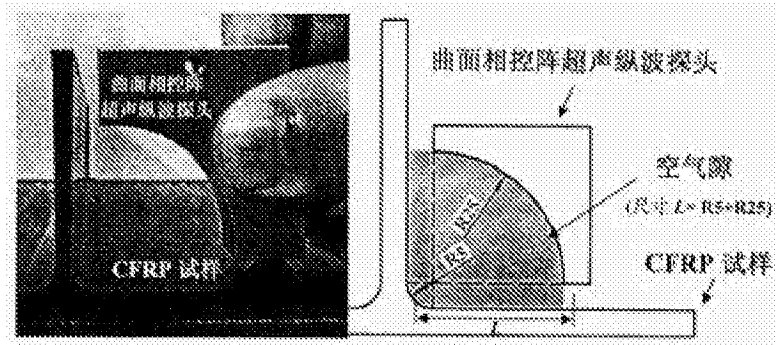 曲面相控阵
超声纵波探头
CFRP 试样
曲面相控阵超声纵波探头
空气隙
(尺寸 L= R5+R25)
R25
R5
CFRP 试样
L